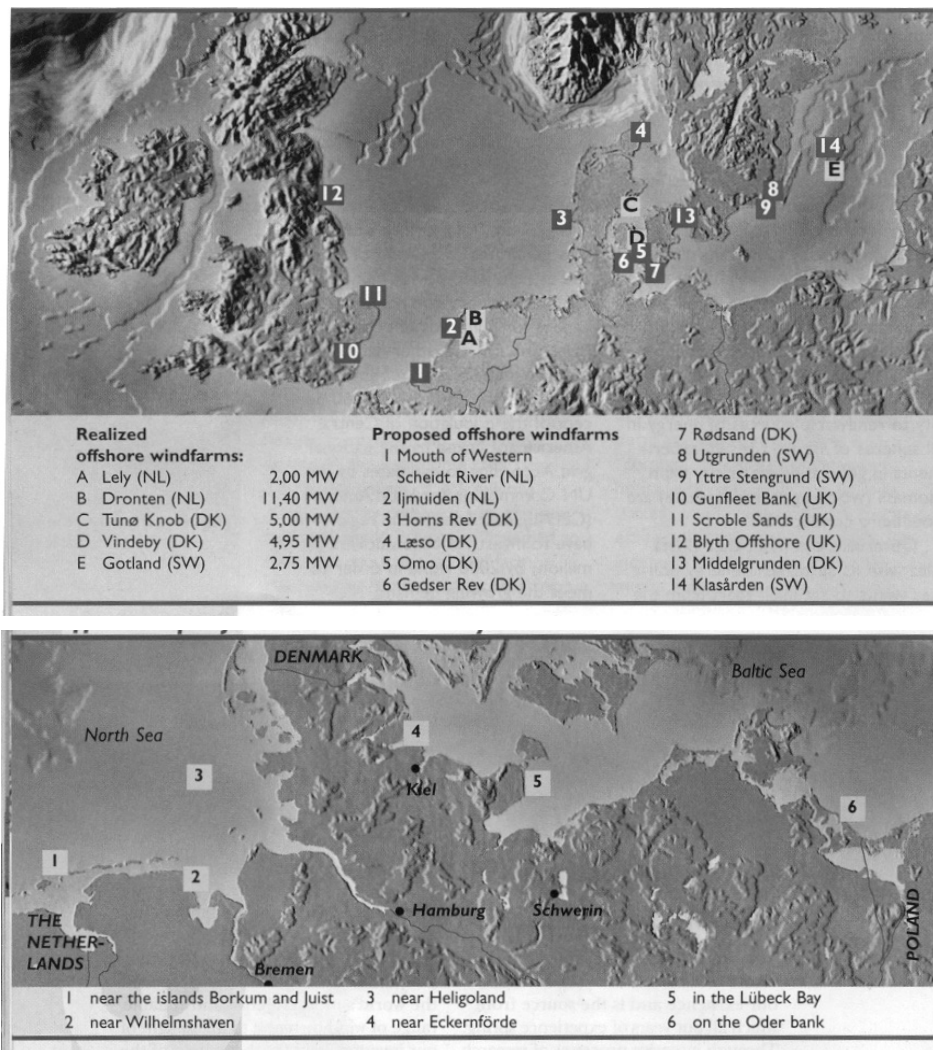 4
14
E
12
8
C
9
3
13
D
5
6
7
11
B
2
A
10
1
Realized
offshore windfarms:
A Lely (NL) 2,00 MW
B Dronten (NL) 11,40 MW
C Tunø Knob (DK) 5,00 MW
D Vindeby (DK) 4,95 MW
E Gotland (SW) 2,75 MW
Proposed offshore windfarms
1 Mouth of Western
Scheidt River (NL)
2 Ijmuiden (NL)
3 Horns Rev (DK)
4 Læso (DK)
5 Omo (DK)
6 Gedser Rev (DK)
7 Rødsand (DK)
8 Utgrunden (SW)
9 Yttre Stengrund (SW)
10 Gunfleet Bank (UK)
11 Scroble Sands (UK)
12 Blyth Offshore (UK)
13 Middelgrunden (DK)
14 Klasården (SW)
DENMARK
Baltic Sea
North Sea
4
3
Kiel
5
6
1
2
THE
NETHER-
LANDS
Hamburg
Schwerin
POLAND
Bremen
1 near the islands Borkum and Juist
2 near Wilhelmshaven
3 near Heligoland
4 near Eckernförde
5 in the Lübeck Bay
6 on the Oder bank